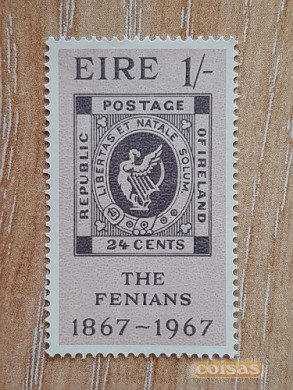 EIRE 1/-
POSTAGE
REPUBLIC
OF IRELAND
LIBERTAS ET NATALE SOLUM
24 CENTS
THE
FENIANS
1867~1967
coisas